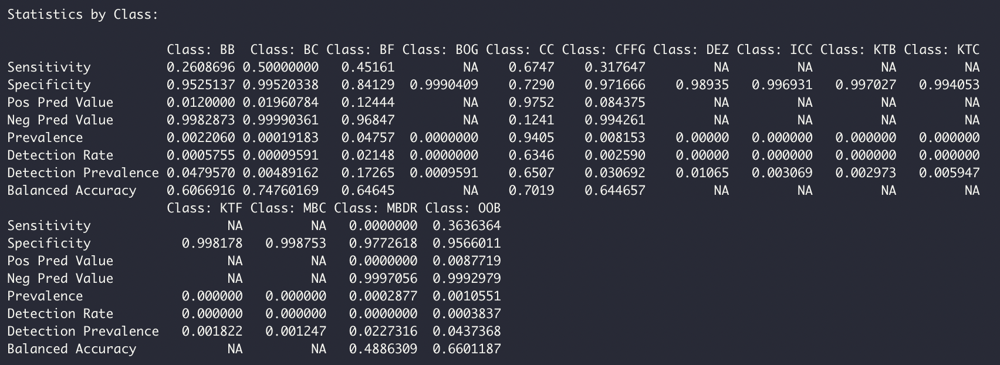 Statistics by Class:

                     Class: BB  Class: BC Class: BF Class: BOG Class: CC Class: CFFG Class: DEZ Class: ICC Class: KTB Class: KTC
Sensitivity          0.2608696 0.50000000   0.45161         NA    0.6747    0.317647         NA         NA         NA         NA
Specificity          0.9525137 0.99520338   0.84129  0.9990409    0.7290    0.971666    0.98935   0.996931   0.997027   0.994053
Pos Pred Value       0.0120000 0.01960784   0.12444         NA    0.9752    0.084375         NA         NA         NA         NA
Neg Pred Value       0.9982873 0.99990361   0.96847         NA    0.1241    0.994261         NA         NA         NA         NA
Prevalence           0.0022060 0.00019183   0.04757  0.0000000    0.9405    0.008153    0.00000   0.000000   0.000000   0.000000
Detection Rate       0.0005755 0.00009591   0.02148  0.0000000    0.6346    0.002590    0.00000   0.000000   0.000000   0.000000
Detection Prevalence 0.0479570 0.00489162   0.17265  0.0009591    0.6507    0.030692    0.01065   0.003069   0.002973   0.005947
Balanced Accuracy    0.6066916 0.74760169   0.64645         NA    0.7019    0.644657         NA         NA         NA         NA
                     Class: KTF Class: MBC Class: MBDR Class: OOB
Sensitivity                  NA         NA   0.0000000  0.3636364
Specificity            0.998178   0.998753   0.9772618  0.9566011
Pos Pred Value               NA         NA   0.0000000  0.0087719
Neg Pred Value               NA         NA   0.9997056  0.9992979
Prevalence             0.000000   0.000000   0.0002877  0.0010551
Detection Rate         0.000000   0.000000   0.0000000  0.0003837
Detection Prevalence   0.001822   0.001247   0.0227316  0.0437368
Balanced Accuracy            NA         NA   0.4886309  0.6601187